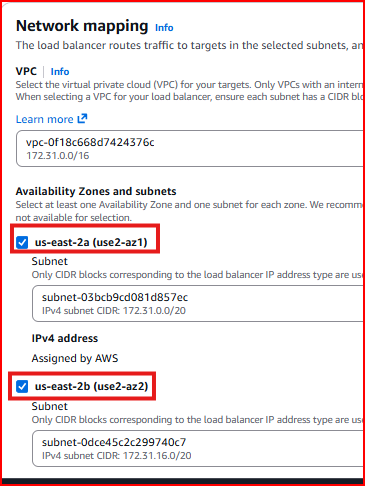 Network mapping Info
The load balancer routes traffic to targets in the selected subnets, an
VPC | Info
Select the virtual private cloud (VPC) for your targets. Only VPCs with an intern
When selecting a VPC for your load balancer, ensure each subnet has a CIDR blo
Learn more
vpc-0f18c668d7424376c
172.31.0.0/16
Availability Zones and subnets
Select at least one Availability Zone and one subnet for each zone. We recomme
not available for selection.
us-east-2a (use2-az1)
Subnet
Only CIDR blocks corresponding to the load balancer IP address type are use
subnet-03bcb9cd081d857ec
IPv4 subnet CIDR: 172.31.0.0/20
IPv4 address
Assigned by AWS
us-east-2b (use2-az2)
Subnet
Only CIDR blocks corresponding to the load balancer IP address type are use
subnet-0dce45c2c299740c7
IPv4 subnet CIDR: 172.31.16.0/20